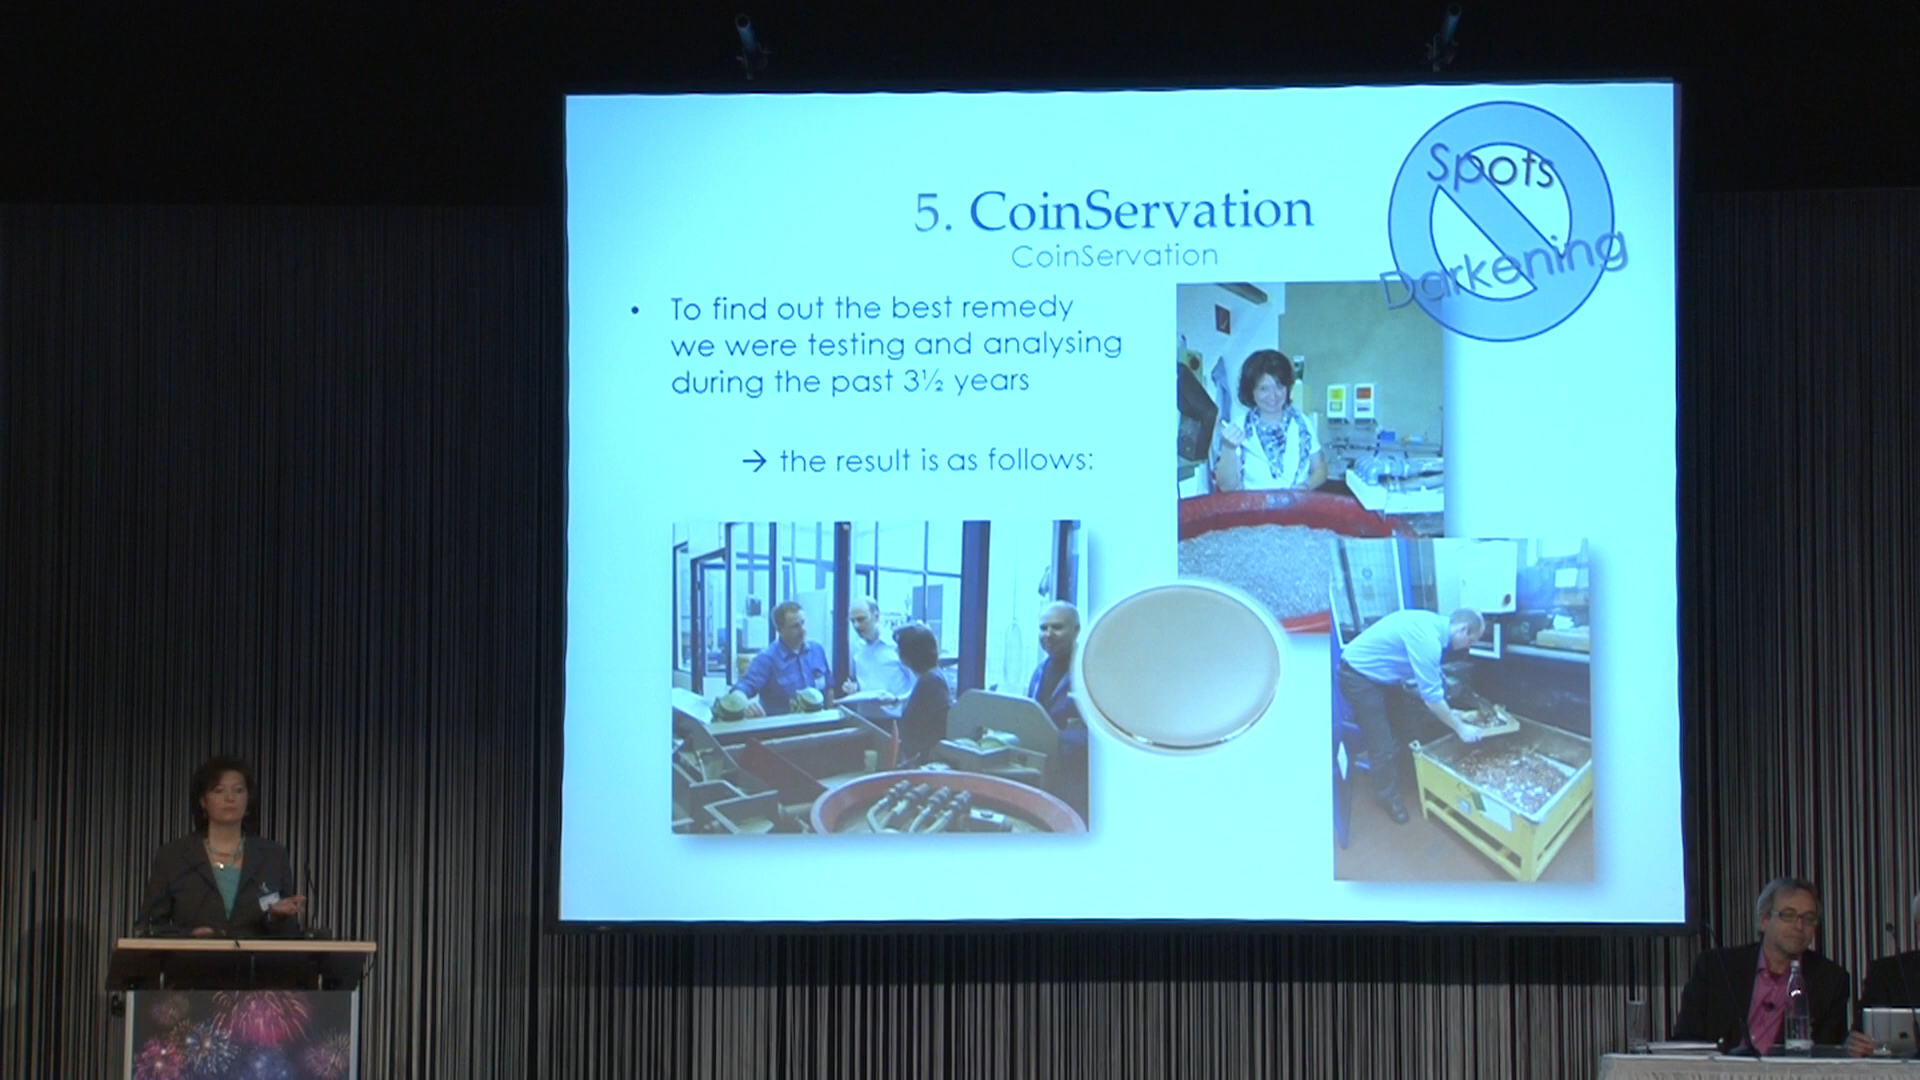 Spots
Darkening
5. CoinServation
CoinServation
• To find out the best remedy
we were testing and analysing
during the past 3½ years
→ the result is as follows: